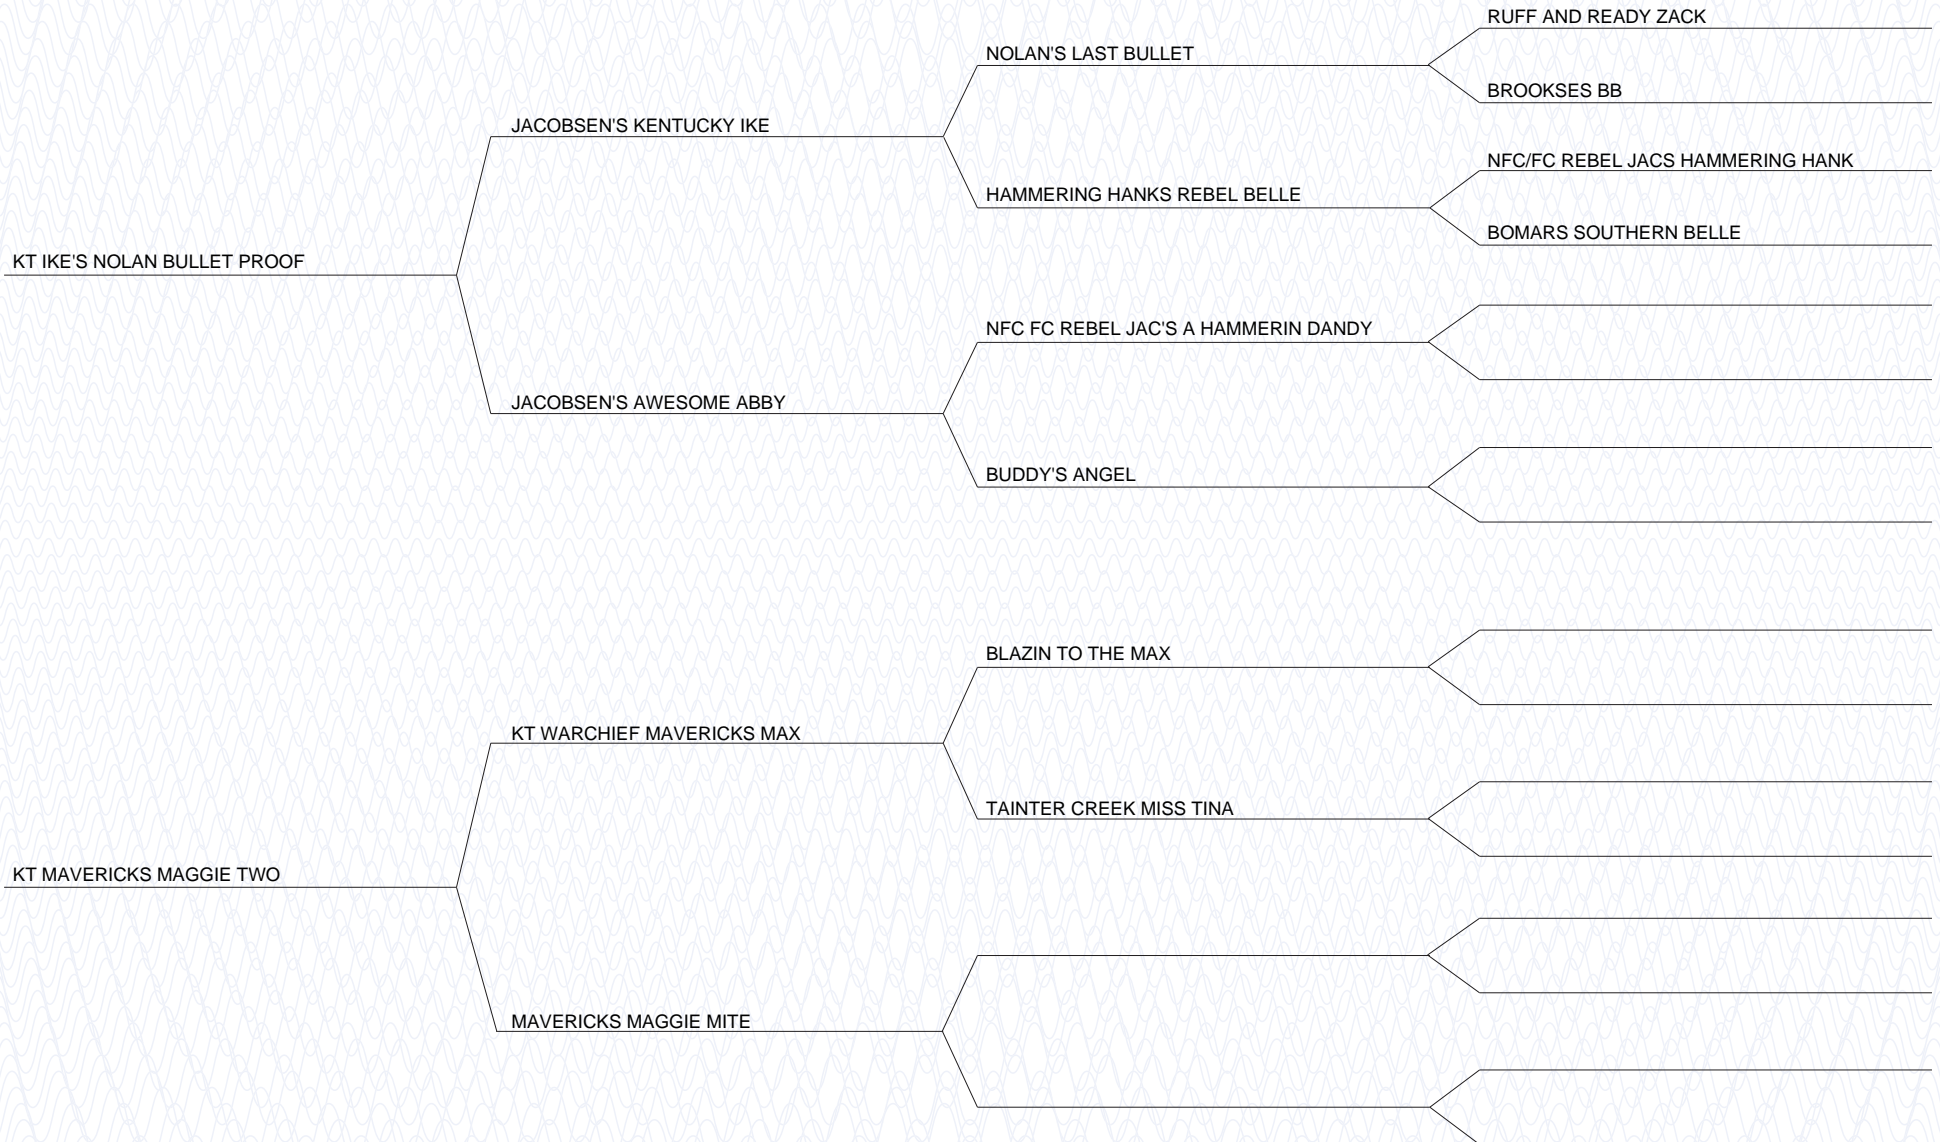 RUFF AND READY ZACK
NOLAN'S LAST BULLET
BROOKSES BB
JACOBSEN'S KENTUCKY IKE
NFC/FC REBEL JACS HAMMERING HANK
HAMMERING HANKS REBEL BELLE
BOMARS SOUTHERN BELLE
KT IKE'S NOLAN BULLET PROOF
NFC FC REBEL JAC'S A HAMMERIN DANDY
JACOBSEN'S AWESOME ABBY
BUDDY'S ANGEL
BLAZIN TO THE MAX
KT WARCHIEF MAVERICKS MAX
TAINTER CREEK MISS TINA
KT MAVERICKS MAGGIE TWO
MAVERICKS MAGGIE MITE